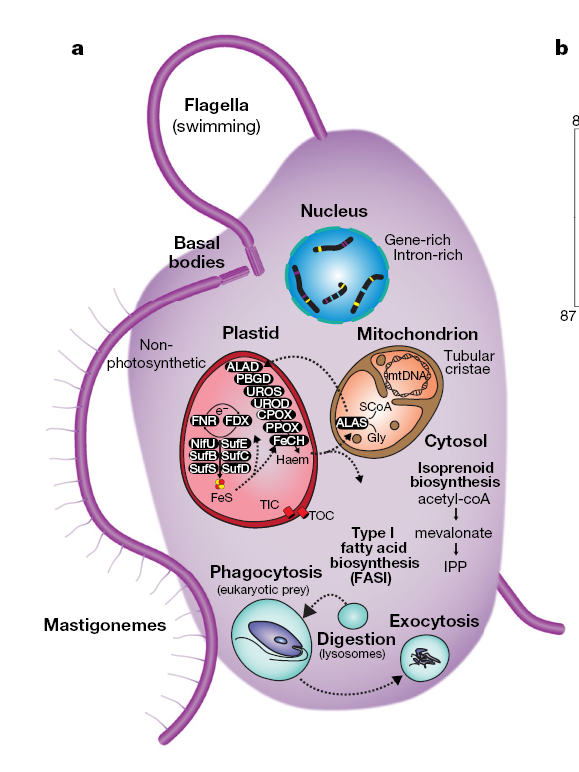 a
b
Flagella
(swimming)
8
Nucleus
Basal
bodies
Gene-rich
Intron-rich
87
Plastid
Mitochondrion
Non-
photosynthetic
Tubular
cristae
ALAD
PBGD
mtDNA
UROS
UROD
SCoA
e–
CPOX
FNR
FDX
ALAS
PPOX
NifU
SufE
FeCH
Gly
Cytosol
SufB
SufC
Haem
SufS
SufD
Isoprenoid
biosynthesis
FeS
acetyl-coA
TIC
TOC
Type I
fatty acid
biosynthesis
(FASI)
mevalonate
IPP
Phagocytosis
(eukaryotic prey)
Mastigonemes
Digestion
(lysosomes)
Exocytosis